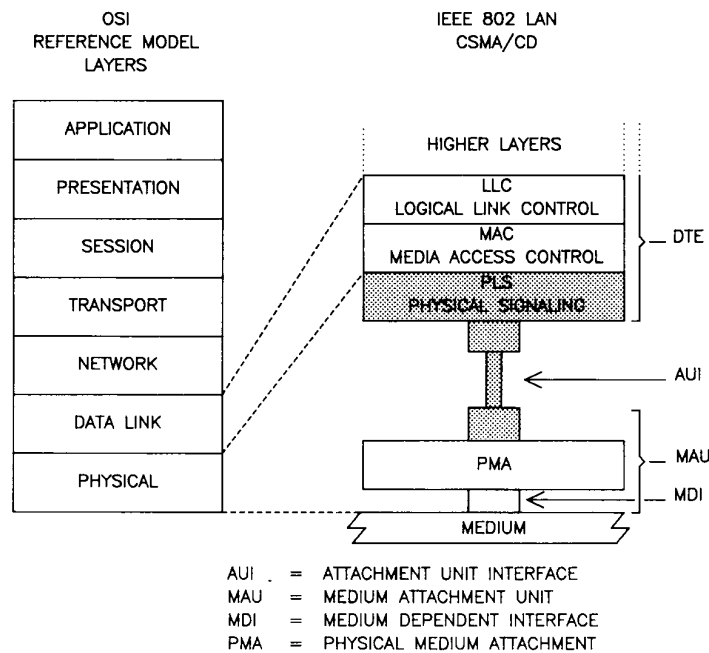 OSI
REFERENCE MODEL
LAYERS
APPLICATION
PRESENTATION
SESSION
TRANSPORT
NETWORK
DATA LINK
PHYSICAL
IEEE 802 LAN
CSMA/CD
HIGHER LAYERS
LLC
LOGICAL LINK CONTROL
MAC
MEDIA ACCESS CONTROL
PLS
PHYSICAL SIGNALING
DTE
AUI
PMA
MAU
MDI
MEDIUM
AUI = ATTACHMENT UNIT INTERFACE
MAU = MEDIUM ATTACHMENT UNIT
MDI = MEDIUM DEPENDENT INTERFACE
PMA = PHYSICAL MEDIUM ATTACHMENT